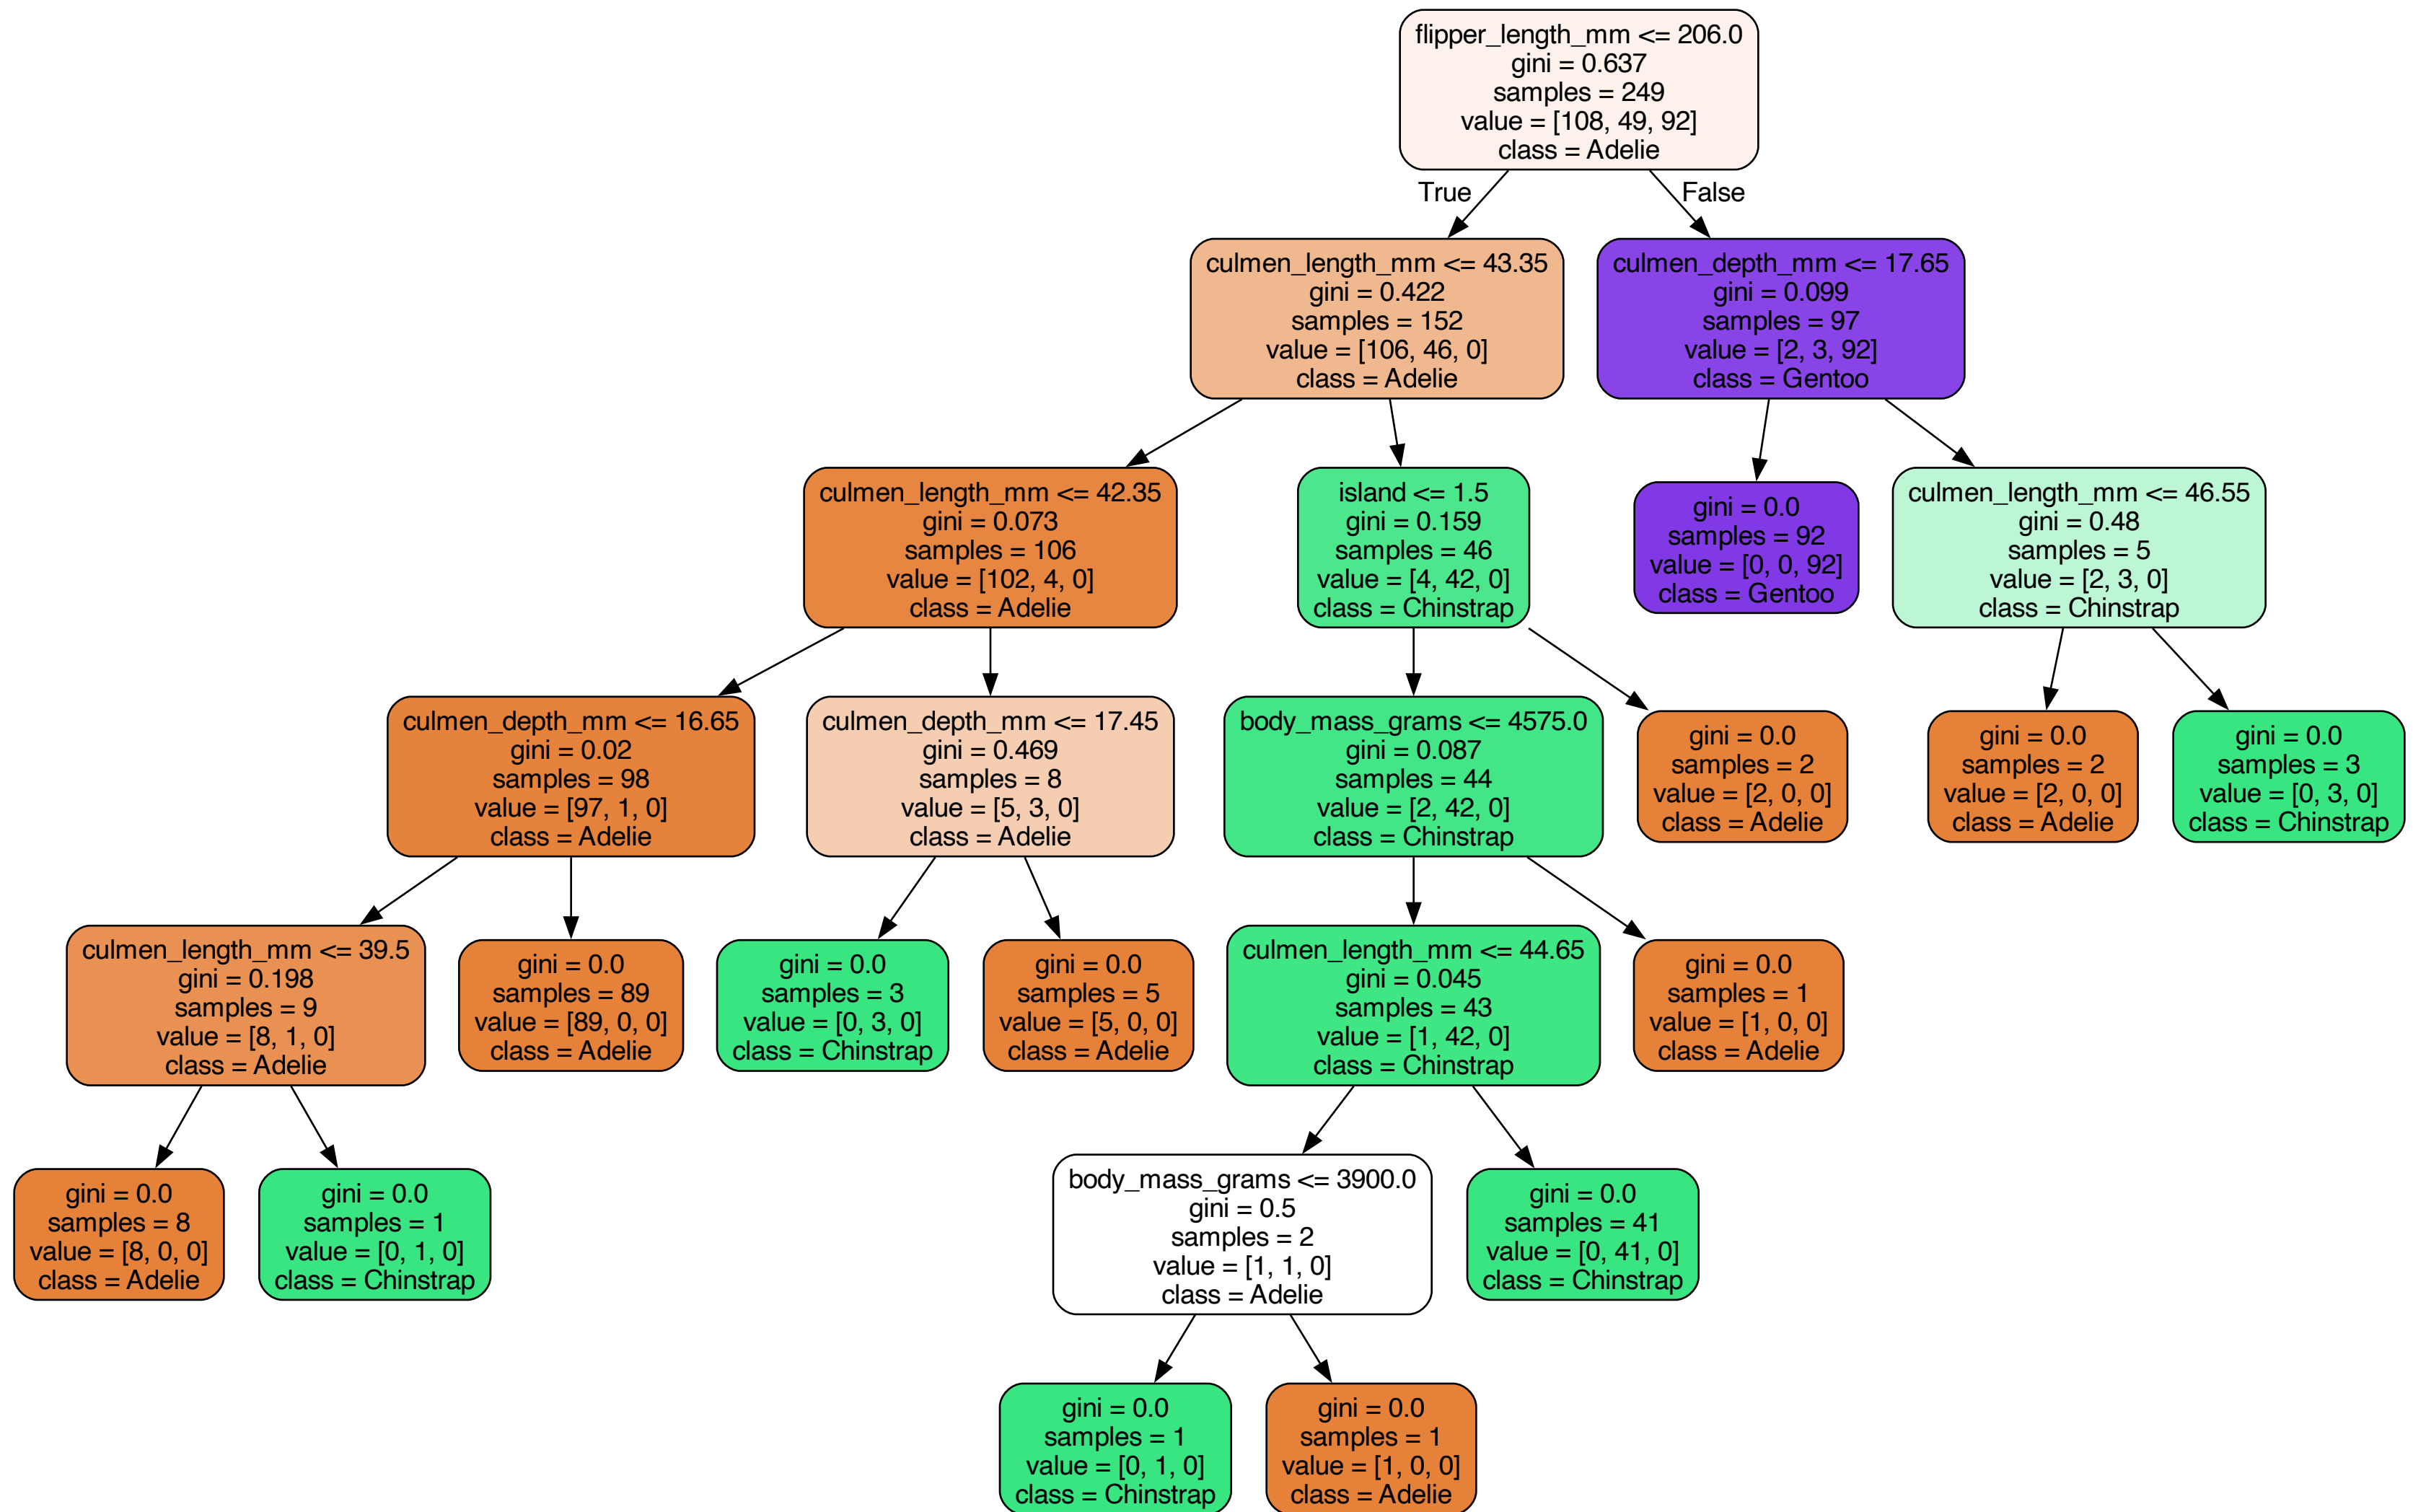 flipper_length_mm <= 206.0
gini = 0.637
samples = 249
value = [108, 49, 92]
class = Adelie
True
False
culmen_length_mm <= 43.35
gini = 0.422
samples = 152
value = [106, 46, 0]
class = Adelie
culmen_depth_mm <= 17.65
gini = 0.099
samples = 97
value = [2, 3, 92]
class = Gentoo
culmen_length_mm <= 42.35
gini = 0.073
samples = 106
value = [102, 4, 0]
class = Adelie
island <= 1.5
gini = 0.159
samples = 46
value = [4, 42, 0]
class = Chinstrap
gini = 0.0
samples = 92
value = [0, 0, 92]
class = Gentoo
culmen_length_mm <= 46.55
gini = 0.48
samples = 5
value = [2, 3, 0]
class = Chinstrap
culmen_depth_mm <= 16.65
gini = 0.02
samples = 98
value = [97, 1, 0]
class = Adelie
culmen_depth_mm <= 17.45
gini = 0.469
samples = 8
value = [5, 3, 0]
class = Adelie
body_mass_grams <= 4575.0
gini = 0.087
samples = 44
value = [2, 42, 0]
class = Chinstrap
gini = 0.0
samples = 2
value = [2, 0, 0]
class = Adelie
gini = 0.0
samples = 2
value = [2, 0, 0]
class = Adelie
gini = 0.0
samples = 3
value = [0, 3, 0]
class = Chinstrap
culmen_length_mm <= 39.5
gini = 0.198
samples = 9
value = [8, 1, 0]
class = Adelie
gini = 0.0
samples = 89
value = [89, 0, 0]
class = Adelie
gini = 0.0
samples = 3
value = [0, 3, 0]
class = Chinstrap
gini = 0.0
samples = 5
value = [5, 0, 0]
class = Adelie
culmen_length_mm <= 44.65
gini = 0.045
samples = 43
value = [1, 42, 0]
class = Chinstrap
gini = 0.0
samples = 1
value = [1, 0, 0]
class = Adelie
gini = 0.0
samples = 8
value = [8, 0, 0]
class = Adelie
gini = 0.0
samples = 1
value = [0, 1, 0]
class = Chinstrap
body_mass_grams <= 3900.0
gini = 0.5
samples = 2
value = [1, 1, 0]
class = Adelie
gini = 0.0
samples = 41
value = [0, 41, 0]
class = Chinstrap
gini = 0.0
samples = 1
value = [0, 1, 0]
class = Chinstrap
gini = 0.0
samples = 1
value = [1, 0, 0]
class = Adelie